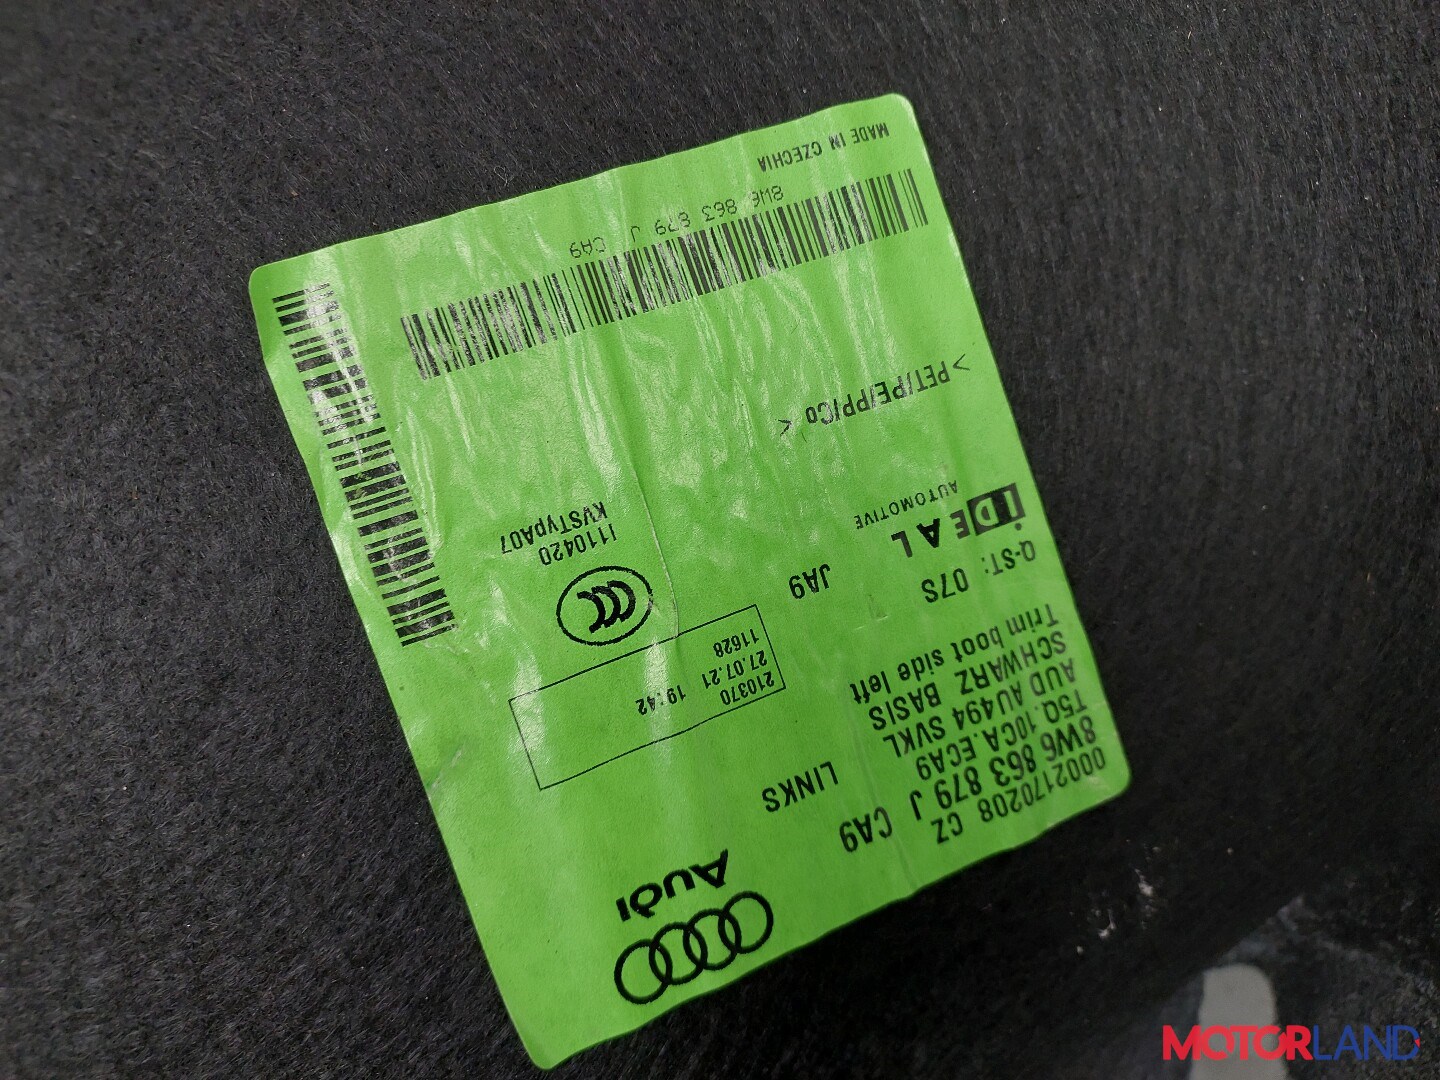 Audi
0002170208 CZ
8W6 863 879 J CA9
T5Q.10CA.ECA9 LINKS
AUD AU494 SVKL
SCHWARZ BASIS
Trim boot side left
210370
27.07.21 19:42
11628
Q-ST: 07S JA9
IDEAL
AUTOMOTIVE
CCC
I110420
KVSTypA07
>PET/PE/PP/Co <
8W6 863 879 J CA9
MADE IN CZECHIA
MOTORLAND